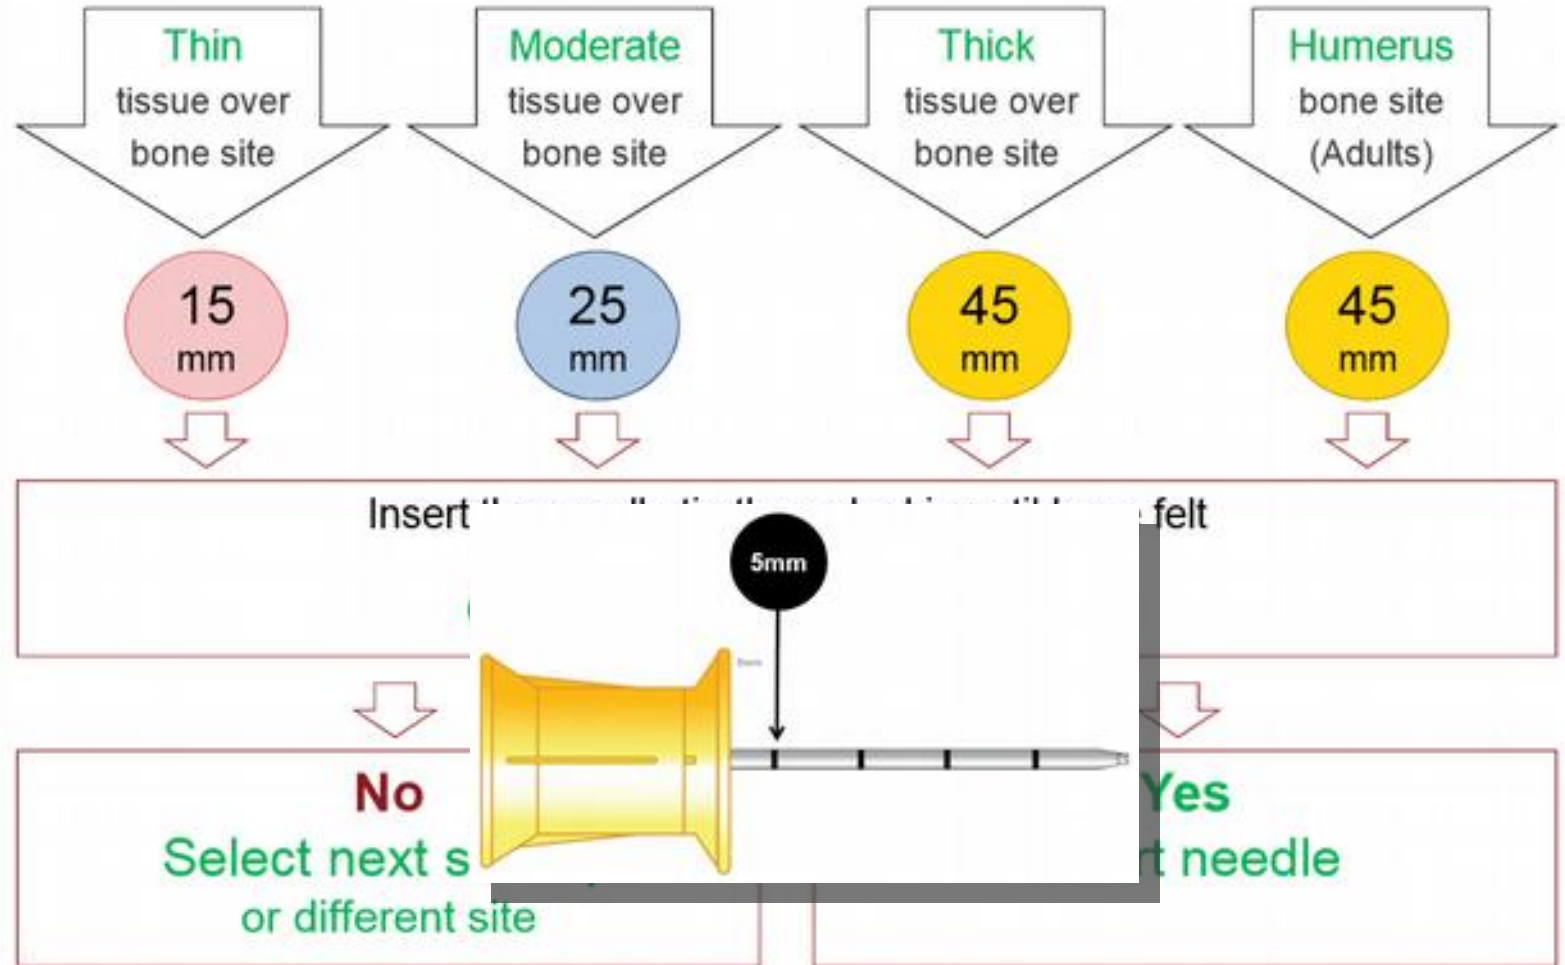 Thin
tissue over
bone site
Moderate
tissue over
bone site
Thick
tissue over
bone site
Humerus
bone site
(Adults)
15
mm
25
mm
45
mm
45
mm
Insert felt
5mm
No
Select next s
or different site
Yes
rt needle